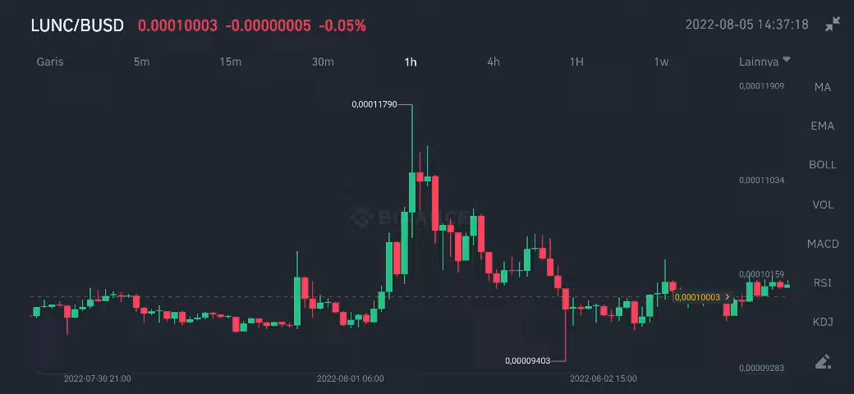 LUNC/BUSD 0.00010003 -0.00000005 -0.05% 2022-08-05 14:37:18
Garis 5m 15m 30m 1h 4h 1H 1w Lainnya
0,00011909
MA
0,00011790
EMA
0,00011034
BOLL
VOL
BINANCE
MACD
0,00010159
RSI
0,00010003
KDJ
0,00009403
0,00009283
2022-07-30 21:00 2022-08-01 06:00 2022-08-02 15:00